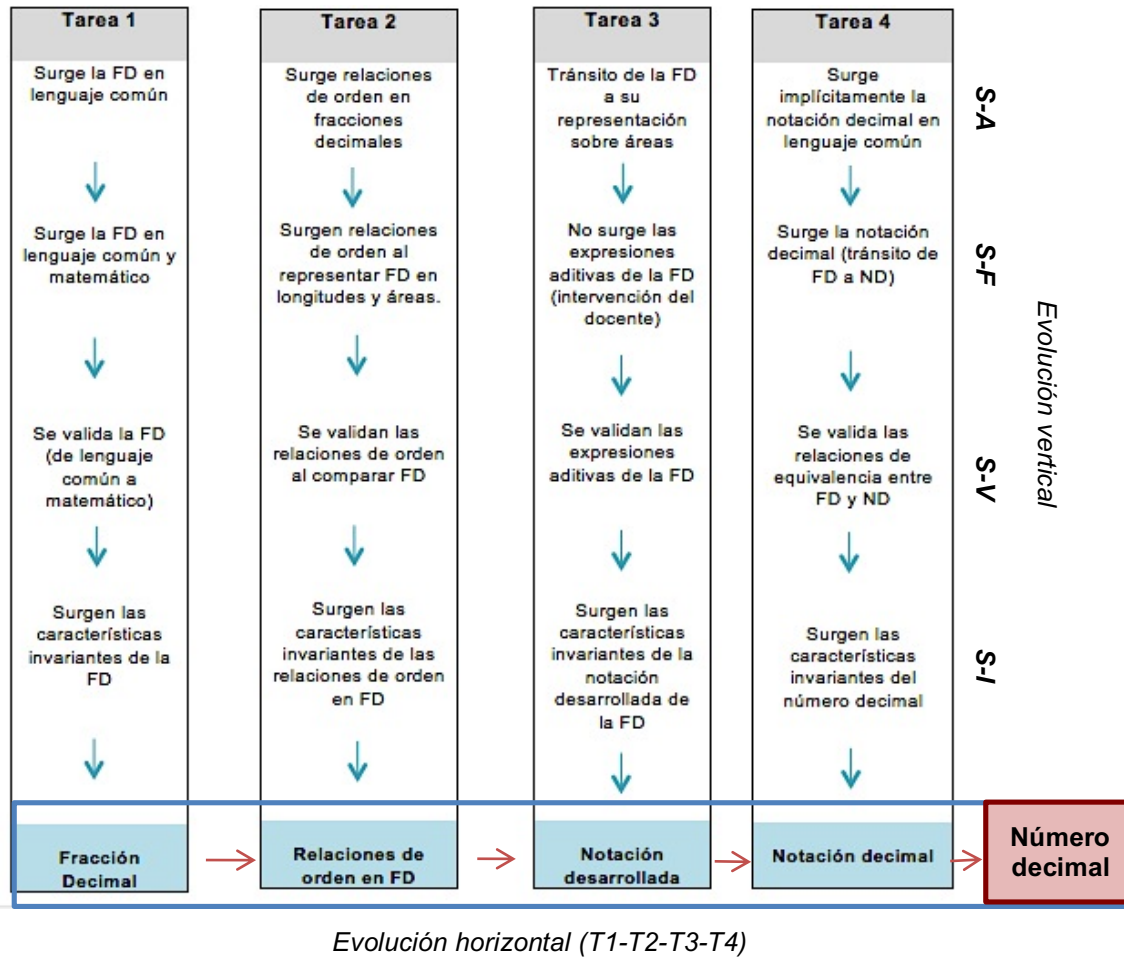 Tarea 1
Surge la FD en
lenguaje común
Surge la FD en
lenguaje común y
matemático
Se valida la FD
(de lenguaje
común a
matemático)
Surgen las
características
invariantes de la
FD
Fracción
Decimal
Tarea 2
Surge relaciones
de orden en
fracciones
decimales
Surgen relaciones
de orden al
representar FD en
longitudes y áreas.
Se validan las
relaciones de orden
al comparar FD
Surgen las
características
invariantes de las
relaciones de orden
en FD
Relaciones de
orden en FD
Tarea 3
Tránsito de la FD
a su
representación
sobre áreas
No surge las
expresiones
aditivas de la FD
(intervención del
docente)
Se validan las
expresiones
aditivas de la FD
Surgen las
características
invariantes de la
notación
desarrollada de
la FD
Notación
desarrollada
Tarea 4
Surge
implícitamente la
notación decimal en
lenguaje común
Surge la notación
decimal (tránsito de
FD a ND)
Se valida las
relaciones de
equivalencia entre
FD y ND
Surgen las
características
invariantes del
número decimal
Notación decimal
S-A
S-F
S-V
S-I
Evolución vertical
Número
decimal
Evolución horizontal (T1-T2-T3-T4)